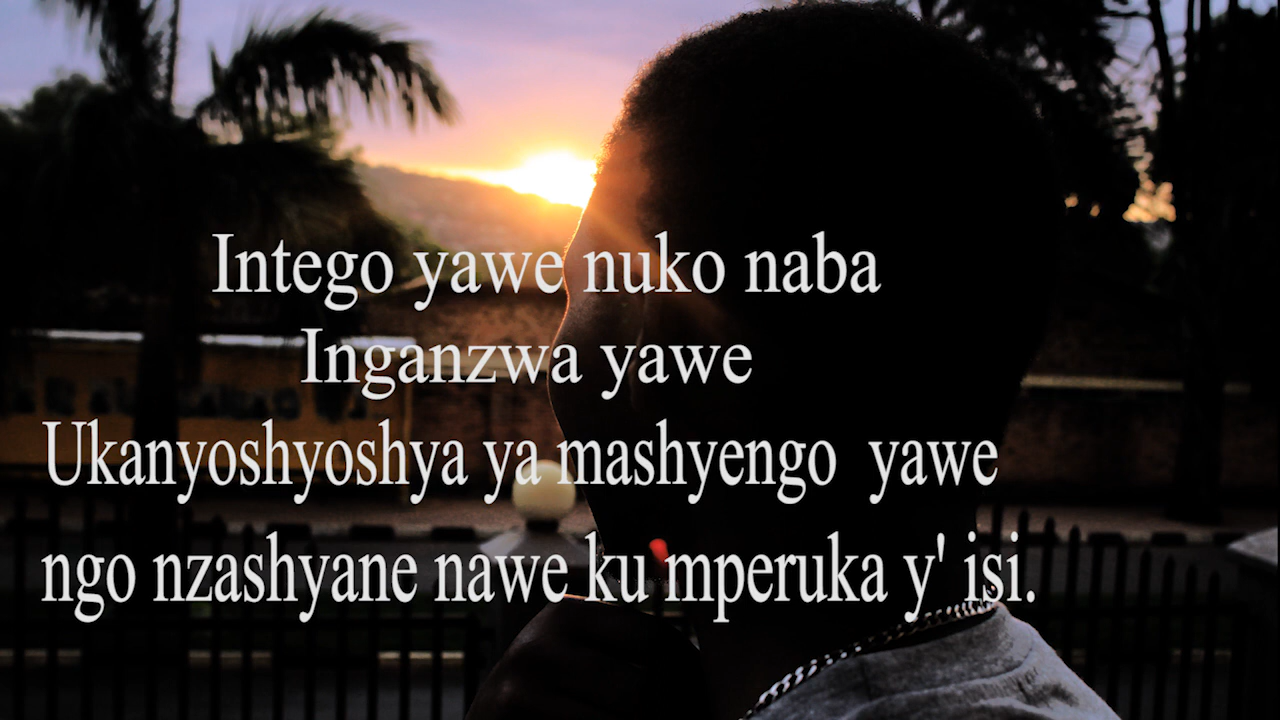 Intego yawe nuko naba
Inganzwa yawe
Ukanyoshyoshya ya mashyengo yawe
ngo nzashyane nawe ku mperuka y' isi.